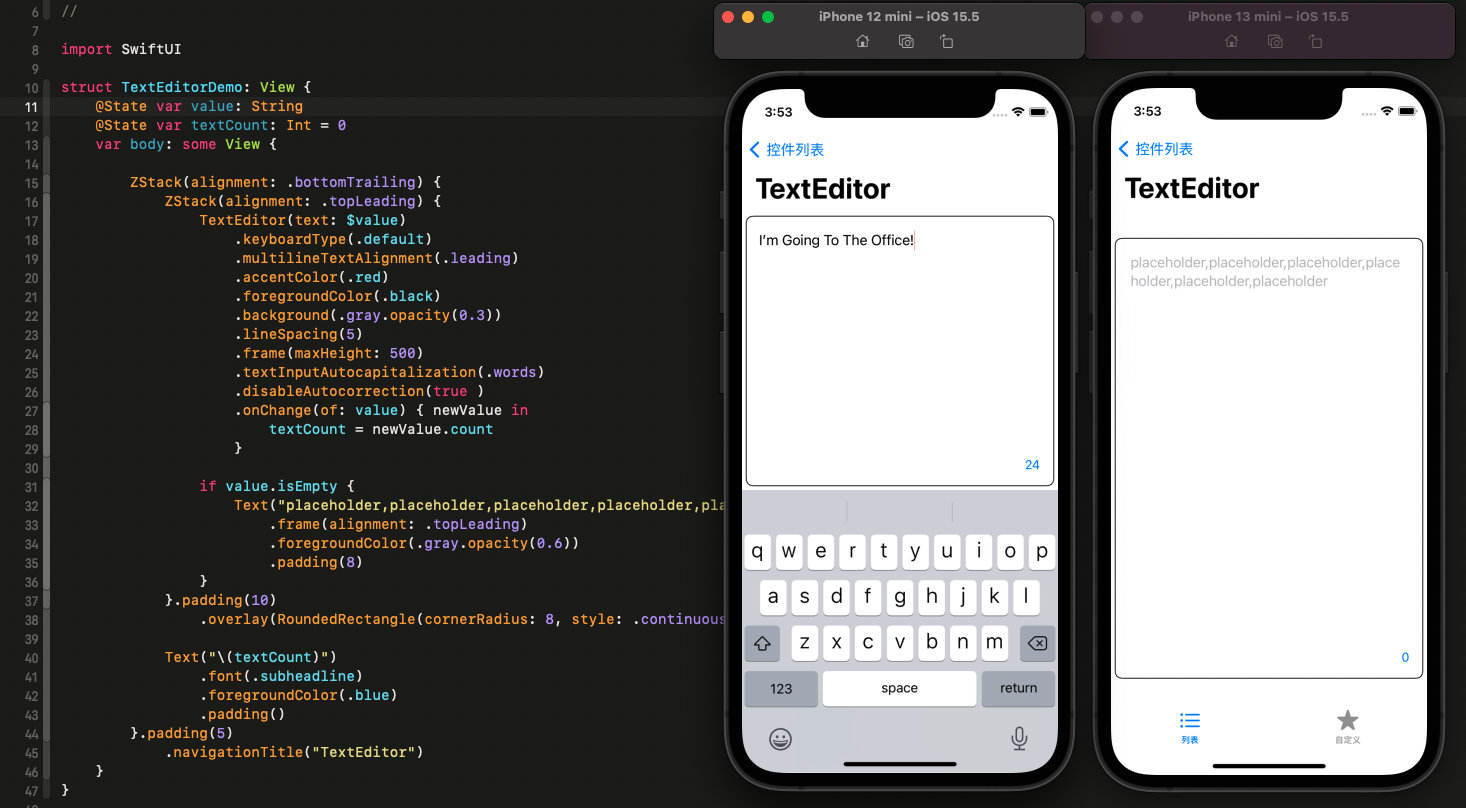 6 //
7
8 import SwiftUI
9
10 struct TextEditorDemo: View {
11 @State var value: String
12 @State var textCount: Int = 0
13 var body: some View {
14
15 ZStack(alignment: .bottomTrailing) {
16 ZStack(alignment: .topLeading) {
17 TextEditor(text: $value)
18 .keyboardType(.default)
19 .multilineTextAlignment(.leading)
20 .accentColor(.red)
21 .foregroundColor(.black)
22 .background(.gray.opacity(0.3))
23 .lineSpacing(5)
24 .frame(maxHeight: 500)
25 .textInputAutocapitalization(.words)
26 .disableAutocorrection(true )
27 .onChange(of: value) { newValue in
28 textCount = newValue.count
29 }
30
31 if value.isEmpty {
32 Text("placeholder,placeholder,placeholder,placeholder,pla
33 .frame(alignment: .topLeading)
34 .foregroundColor(.gray.opacity(0.6))
35 .padding(8)
36 }
37 }.padding(10)
38 .overlay(RoundedRectangle(cornerRadius: 8, style: .continuous
39
40 Text("\(textCount)")
41 .font(.subheadline)
42 .foregroundColor(.blue)
43 .padding()
44 }.padding(5)
45 .navigationTitle("TextEditor")
46 }
47 }
iPhone 12 mini – iOS 15.5
3:53
控件列表
TextEditor
I'm Going To The Office!
24
q w e r t y u i o p
a s d f g h j k l
z x c v b n m
123 space return
iPhone 13 mini – iOS 15.5
3:53
控件列表
TextEditor
placeholder,placeholder,placeholder,place
holder,placeholder,placeholder
0
列表 自定义